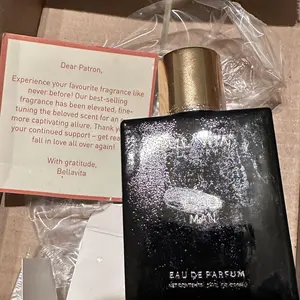 Dear Patron,
Experience your favourite fragrance like
never before! Our best-selling
fragrance has been elevated, fine-
tuning the beloved scent for an
more captivating allure. Thank you
your continued support – get rea
fall in love all over again!
With gratitude,
Bellavita
MAN
EAU DE PARFUM